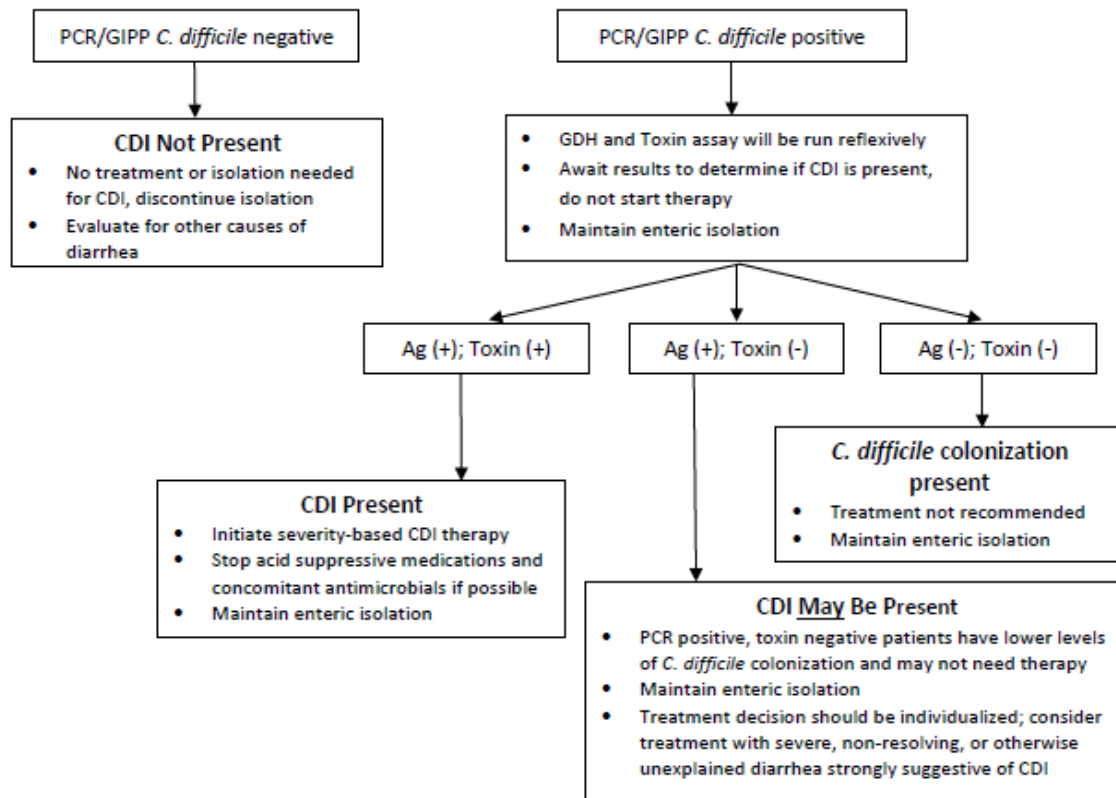 PCR/GIPP C. difficile negative
PCR/GIPP C. difficile positive
CDI Not Present
• No treatment or isolation needed
for CDI, discontinue isolation
• Evaluate for other causes of
diarrhea
• GDH and Toxin assay will be run reflexively
• Await results to determine if CDI is present,
do not start therapy
• Maintain enteric isolation
Ag (+); Toxin (+)
Ag (+); Toxin (-)
Ag (-); Toxin (-)
C. difficile colonization
present
• Treatment not recommended
• Maintain enteric isolation
CDI Present
• Initiate severity-based CDI therapy
• Stop acid suppressive medications and
concomitant antimicrobials if possible
• Maintain enteric isolation
CDI May Be Present
• PCR positive, toxin negative patients have lower levels
of C. difficile colonization and may not need therapy
• Maintain enteric isolation
• Treatment decision should be individualized; consider
treatment with severe, non-resolving, or otherwise
unexplained diarrhea strongly suggestive of CDI